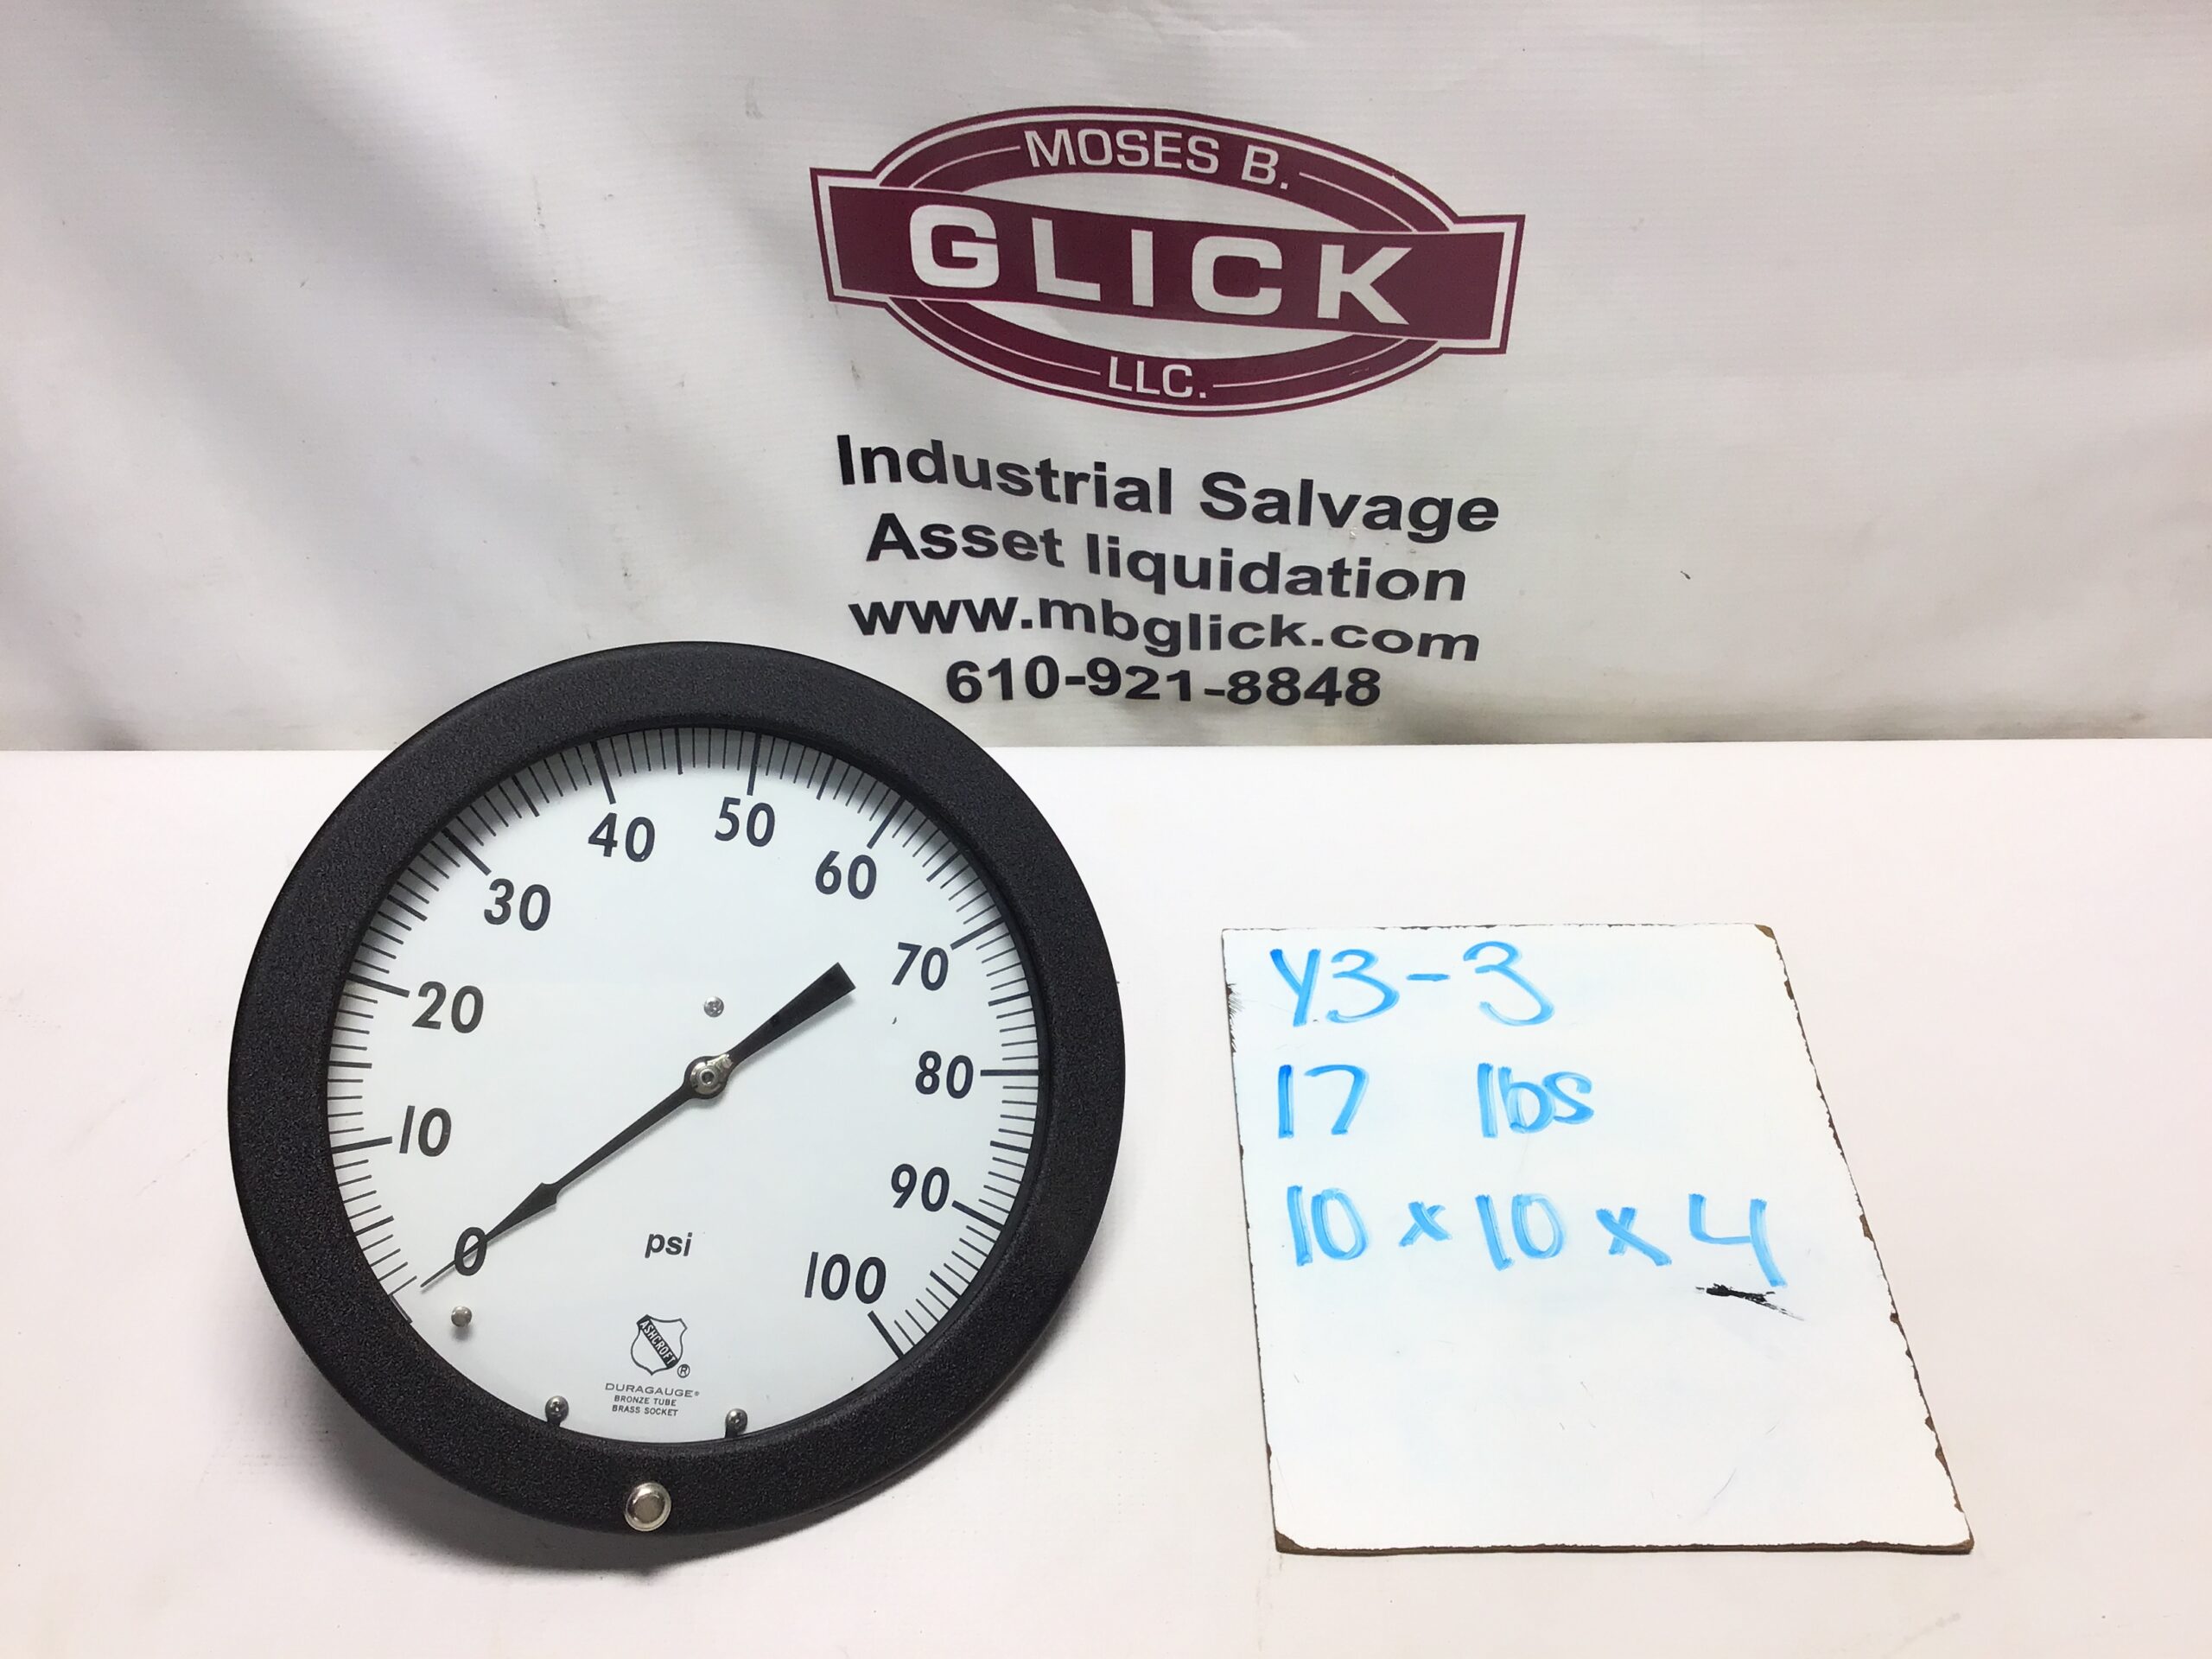 MOSES B.
GLICK
LLC.
Industrial Salvage
Asset liquidation
www.mbglick.com
610-921-8848
0
10
20
30
40
50
60
70
80
90
100
psi
ASHCROFT
®
DURAGAUGE®
BRONZE TUBE
BRASS SOCKET
Y3-3
17 lbs
10 x 10 x 4